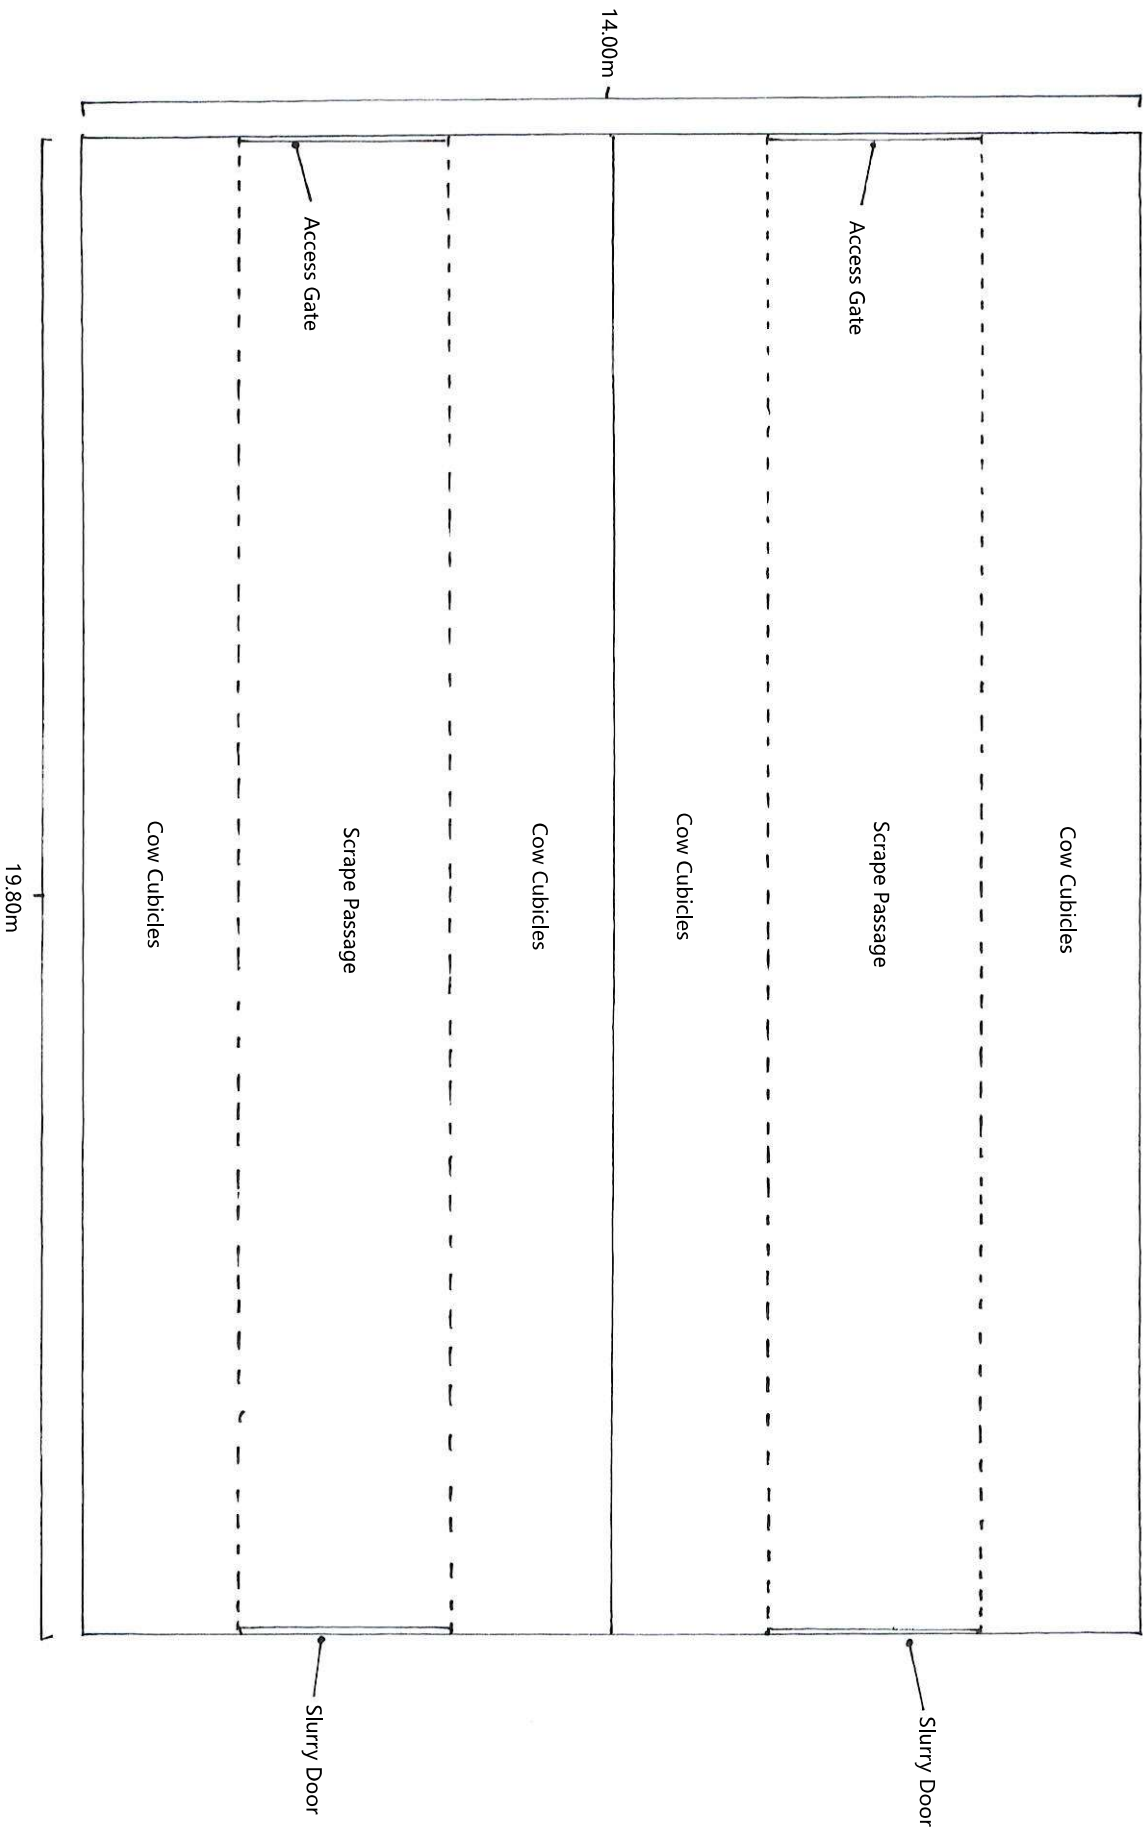 14.00m
Access Gate
Access Gate
Cow Cubicles
Scrape Passage
Cow Cubicles
Cow Cubicles
Scrape Passage
Cow Cubicles
19.80m
Slurry Door
Slurry Door